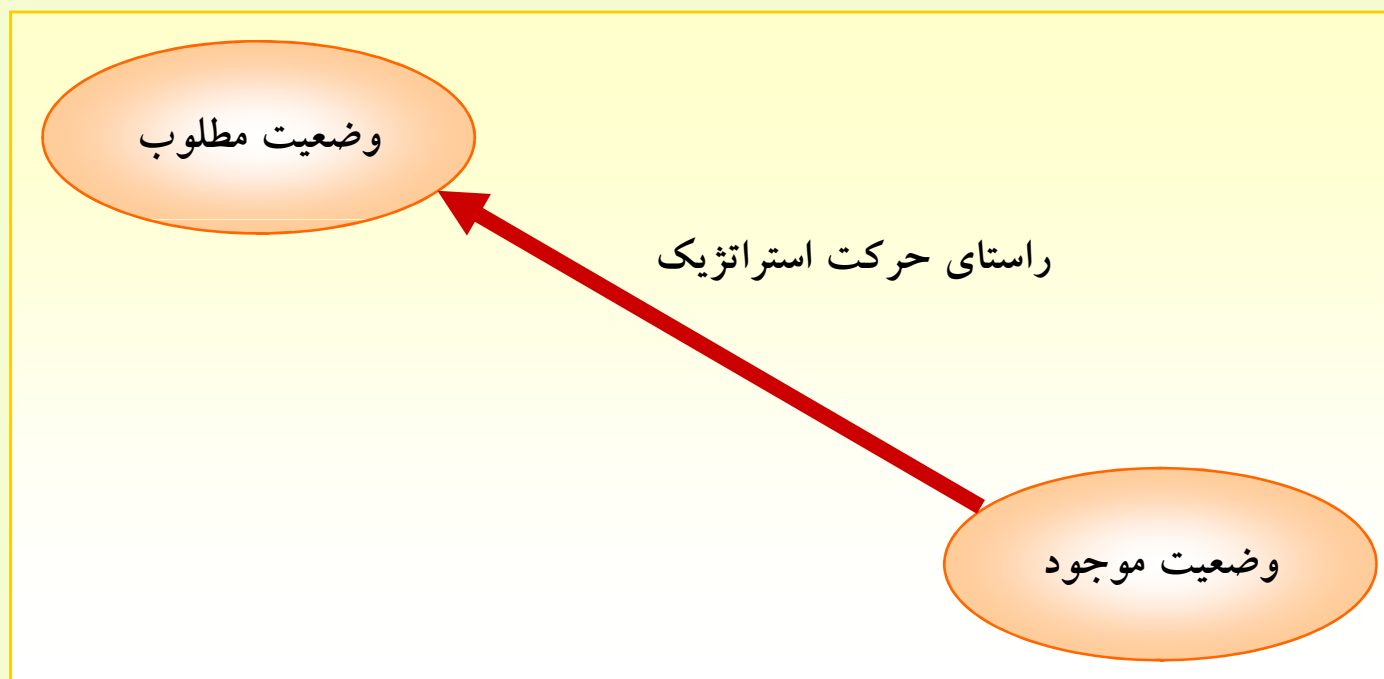 وضعیت مطلوب
راستای حرکت استراتژیک
وضعیت موجود